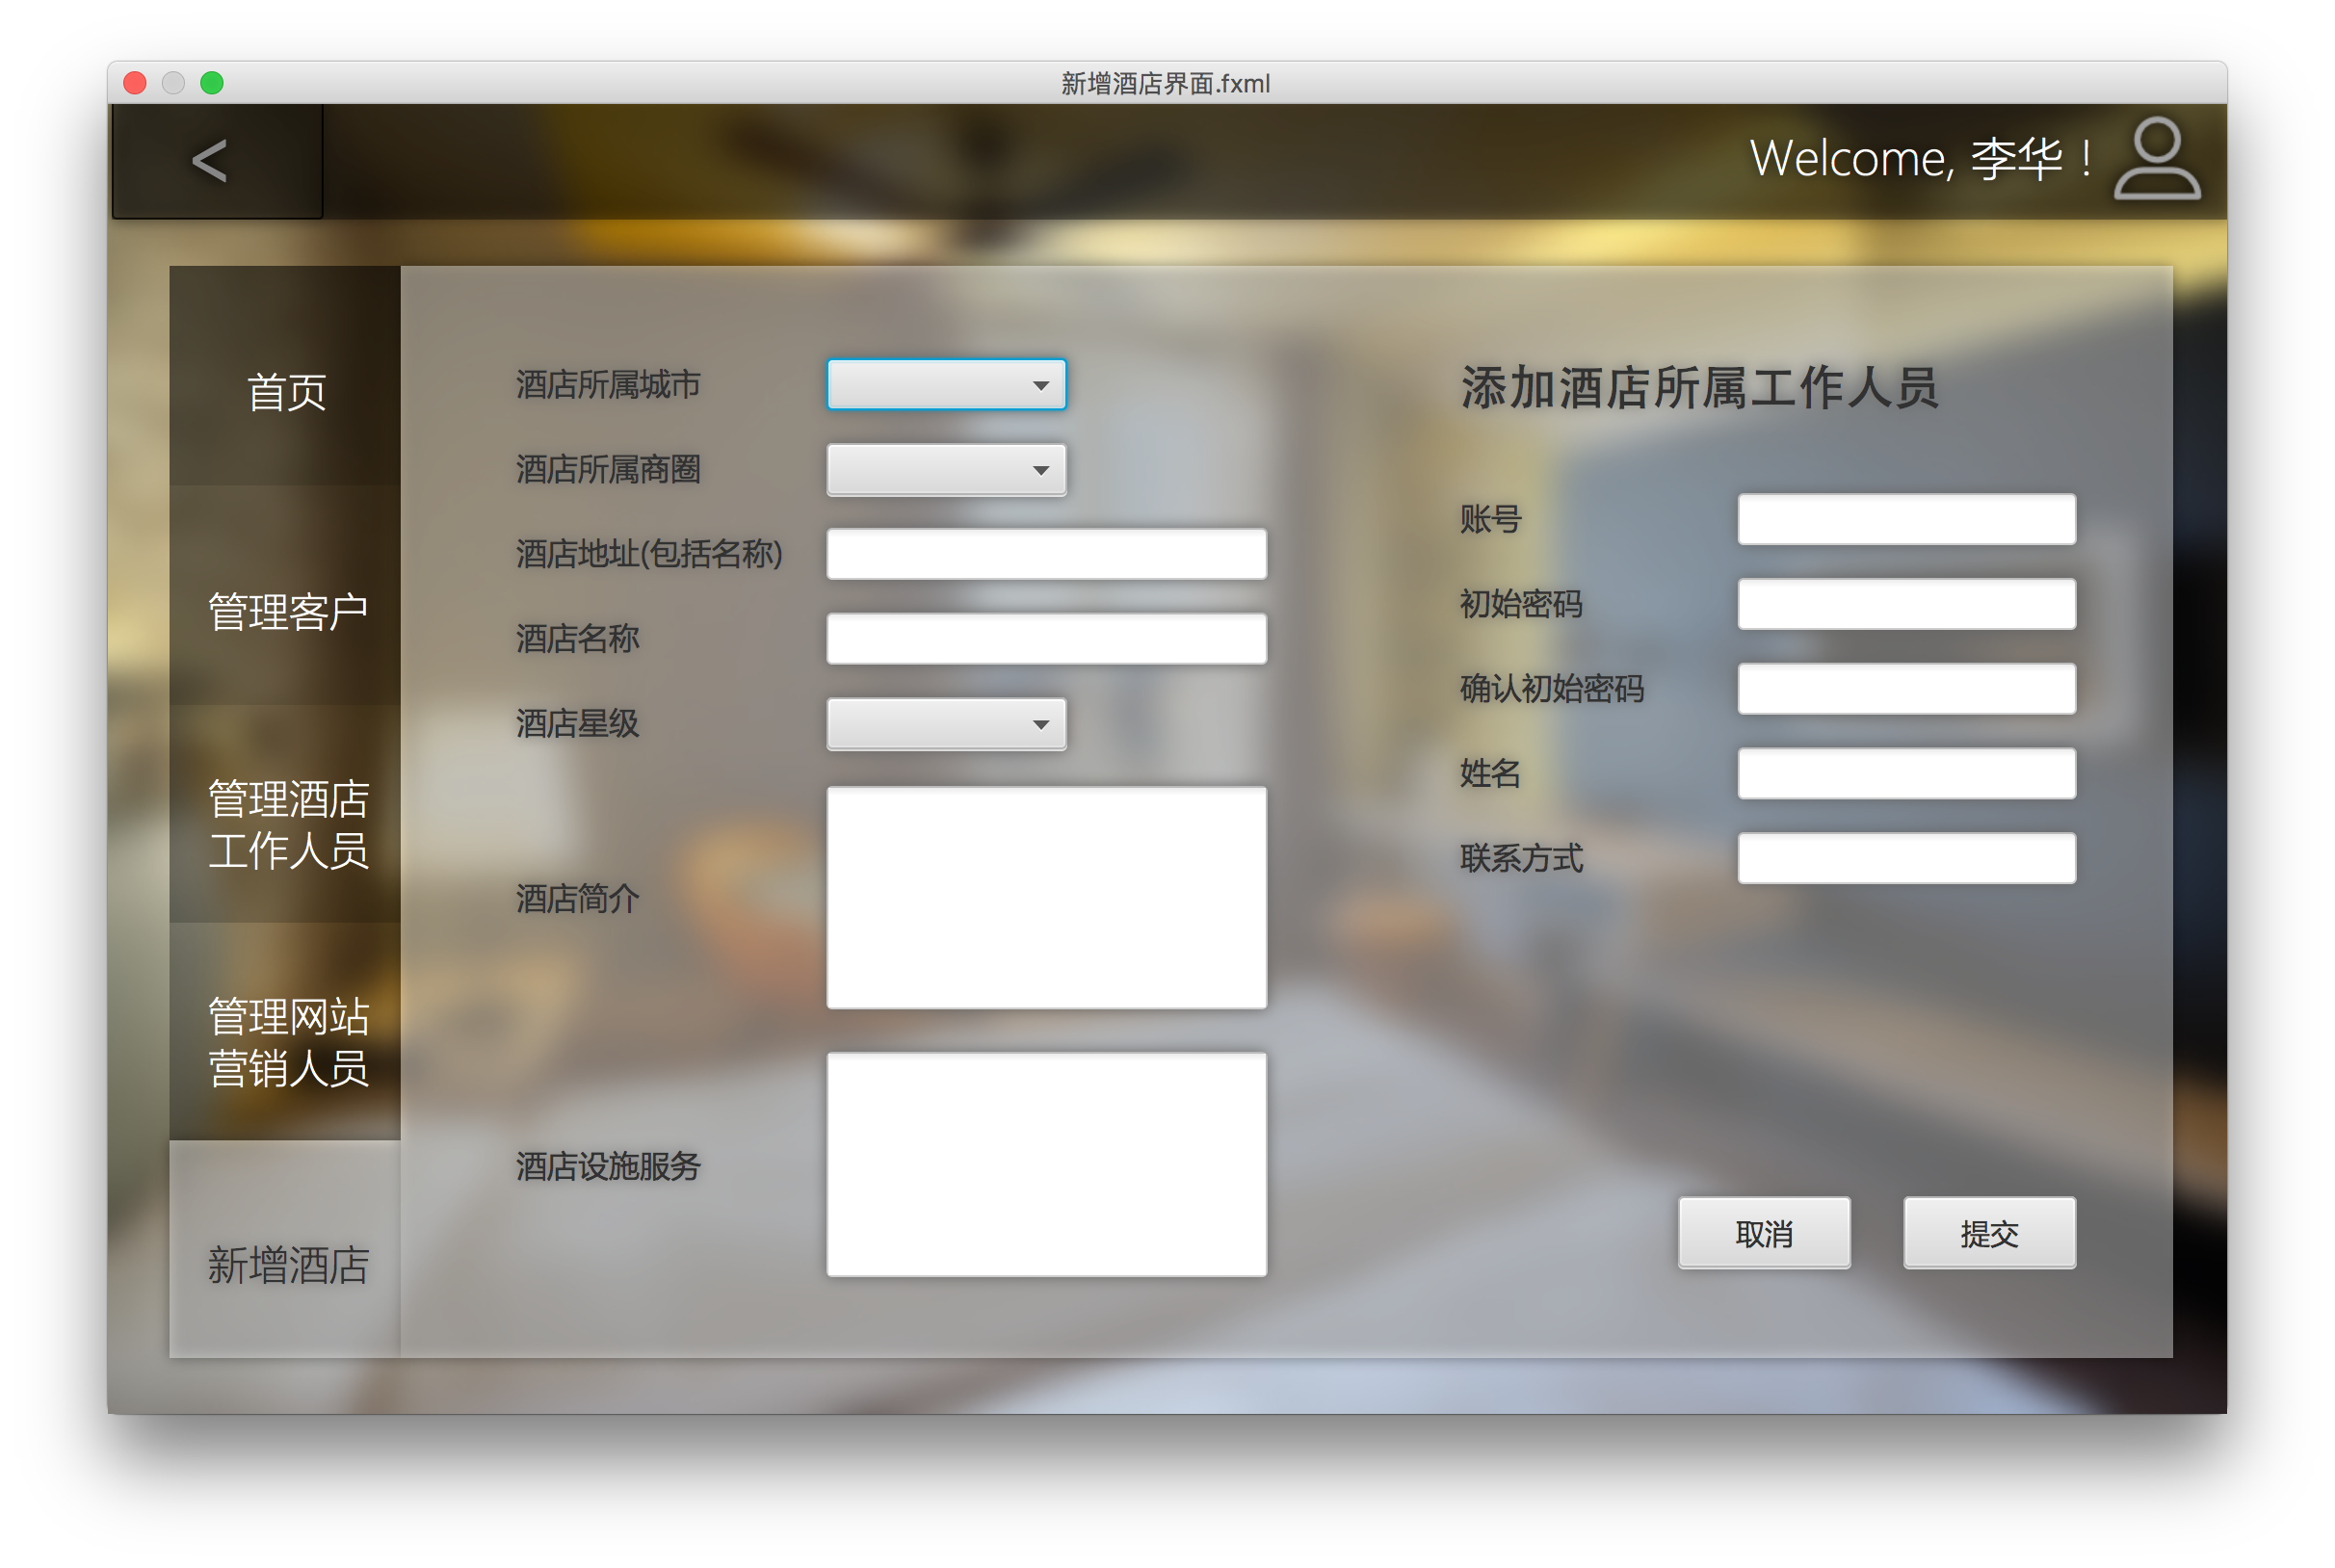 新增酒店界面.fxml
<
Welcome, 李华！
首页
管理客户
管理酒店
工作人员
管理网站
营销人员
新增酒店
酒店所属城市
酒店所属商圈
酒店地址(包括名称)
酒店名称
酒店星级
酒店简介
酒店设施服务
添加酒店所属工作人员
账号
初始密码
确认初始密码
姓名
联系方式
取消
提交